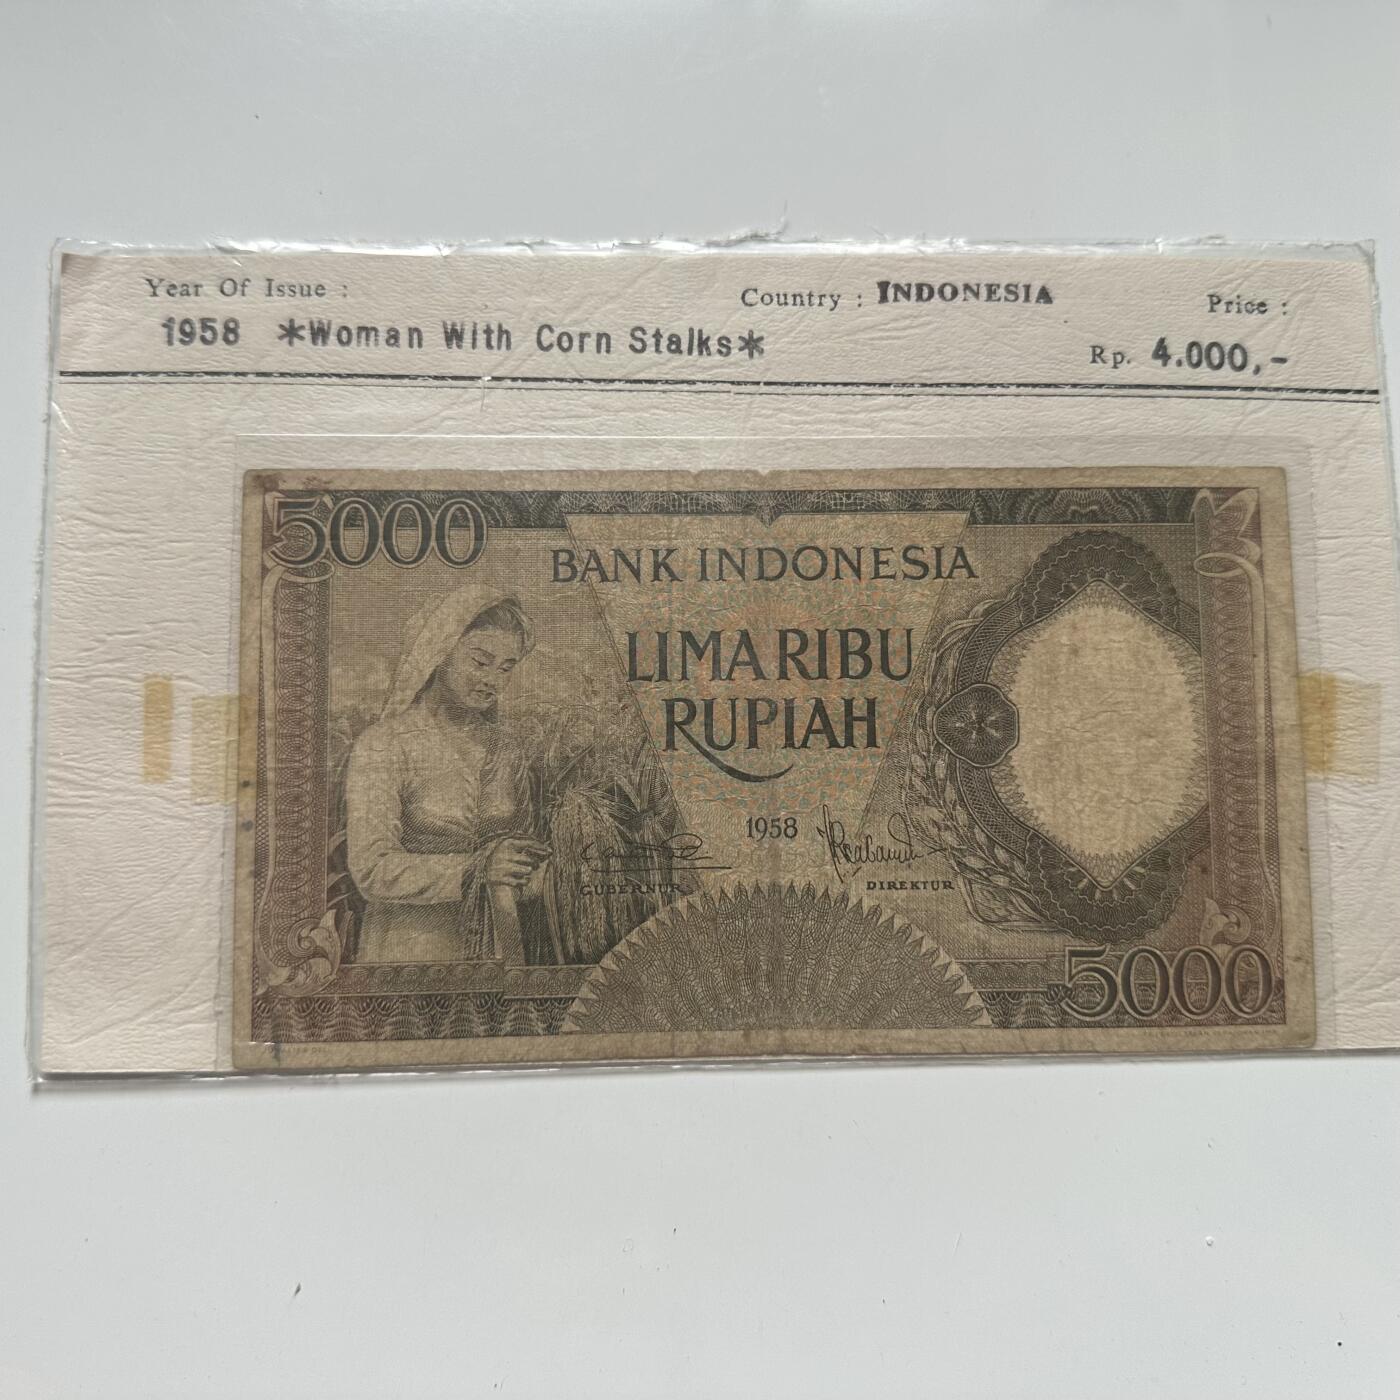 Year Of Issue :
1958 *Woman With Corn Stalks*
Country : INDONESIA
Price :
Rp. 4.000,-
5000
BANK INDONESIA
LIMA RIBU
RUPIAH
1958
GUBERNUR
DIREKTUR
5000